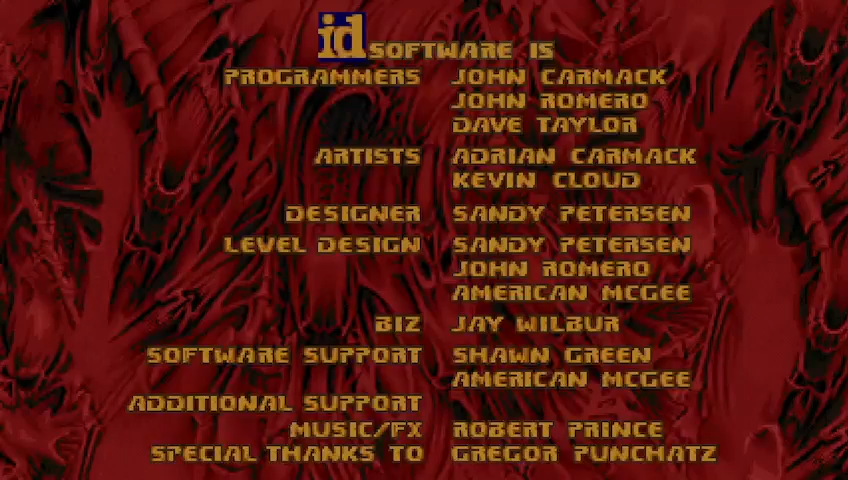 id SOFTWARE IS
PROGRAMMERS JOHN CARMACK
JOHN ROMERO
DAVE TAYLOR
ARTISTS ADRIAN CARMACK
KEVIN CLOUD
DESIGNER SANDY PETERSEN
LEVEL DESIGN SANDY PETERSEN
JOHN ROMERO
AMERICAN MCGEE
BIZ JAY WILBUR
SOFTWARE SUPPORT SHAWN GREEN
AMERICAN MCGEE
ADDITIONAL SUPPORT
MUSIC/FX ROBERT PRINCE
SPECIAL THANKS TO GREGOR PUNCHATZ